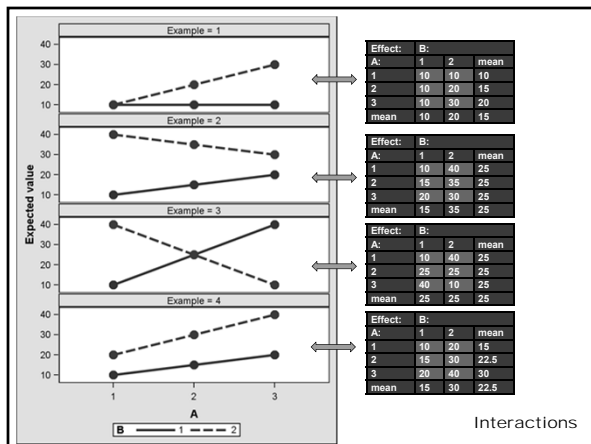 Example = 1
40
30
20
10
Example = 2
40
30
20
10
Example = 3
40
30
20
10
Example = 4
40
30
20
10
Expected value
1 2 3
A
B 1 2
Effect: B:
A: 1 2 mean
1 10 10 10
2 10 20 15
3 10 30 20
mean 10 20 15
Effect: B:
A: 1 2 mean
1 10 40 25
2 15 35 25
3 20 30 25
mean 15 35 25
Effect: B:
A: 1 2 mean
1 10 40 25
2 25 25 25
3 40 10 25
mean 25 25 25
Effect: B:
A: 1 2 mean
1 10 20 15
2 15 30 22.5
3 20 40 30
mean 15 30 22.5
Interactions